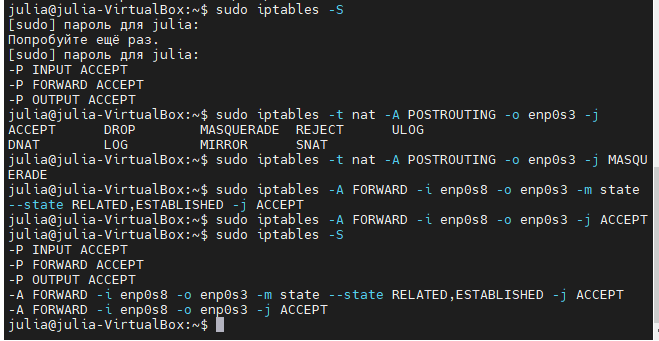 julia@julia-VirtualBox:~$ sudo iptables -S
[sudo] пароль для julia:
Попробуйте ещё раз.
[sudo] пароль для julia:
-P INPUT ACCEPT
-P FORWARD ACCEPT
-P OUTPUT ACCEPT
julia@julia-VirtualBox:~$ sudo iptables -t nat -A POSTROUTING -o enp0s3 -j
ACCEPT      DROP        MASQUERADE  REJECT      ULOG
DNAT        LOG         MIRROR      SNAT
julia@julia-VirtualBox:~$ sudo iptables -t nat -A POSTROUTING -o enp0s3 -j MASQU
ERADE
julia@julia-VirtualBox:~$ sudo iptables -A FORWARD -i enp0s8 -o enp0s3 -m state
--state RELATED,ESTABLISHED -j ACCEPT
julia@julia-VirtualBox:~$ sudo iptables -A FORWARD -i enp0s8 -o enp0s3 -j ACCEPT
julia@julia-VirtualBox:~$ sudo iptables -S
-P INPUT ACCEPT
-P FORWARD ACCEPT
-P OUTPUT ACCEPT
-A FORWARD -i enp0s8 -o enp0s3 -m state --state RELATED,ESTABLISHED -j ACCEPT
-A FORWARD -i enp0s8 -o enp0s3 -j ACCEPT
julia@julia-VirtualBox:~$